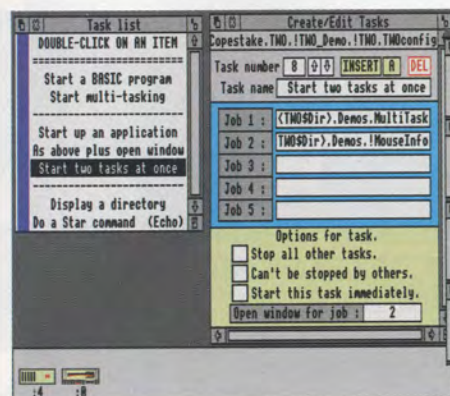 Task list
DOUBLE-CLICK ON AN ITEM
Start a BASIC program
Start multi-tasking
Start up an application
As above plus open window
Start two tasks at once
Display a directory
Do a Star command (Echo)
Create/Edit Tasks
Copestake.TWO.!TWO_Demo.!TWO.TWOconfig
Task number 8 INSERT A DEL
Task name Start two tasks at once
Job 1 : <TWO$Dir>.Demos.MultiTask
Job 2 : TWO$Dir>.Demos.!MouseInfo
Job 3 :
Job 4 :
Job 5 :
Options for task.
Stop all other tasks.
Can't be stopped by others.
Start this task immediately.
Open window for job : 2
:4 :0